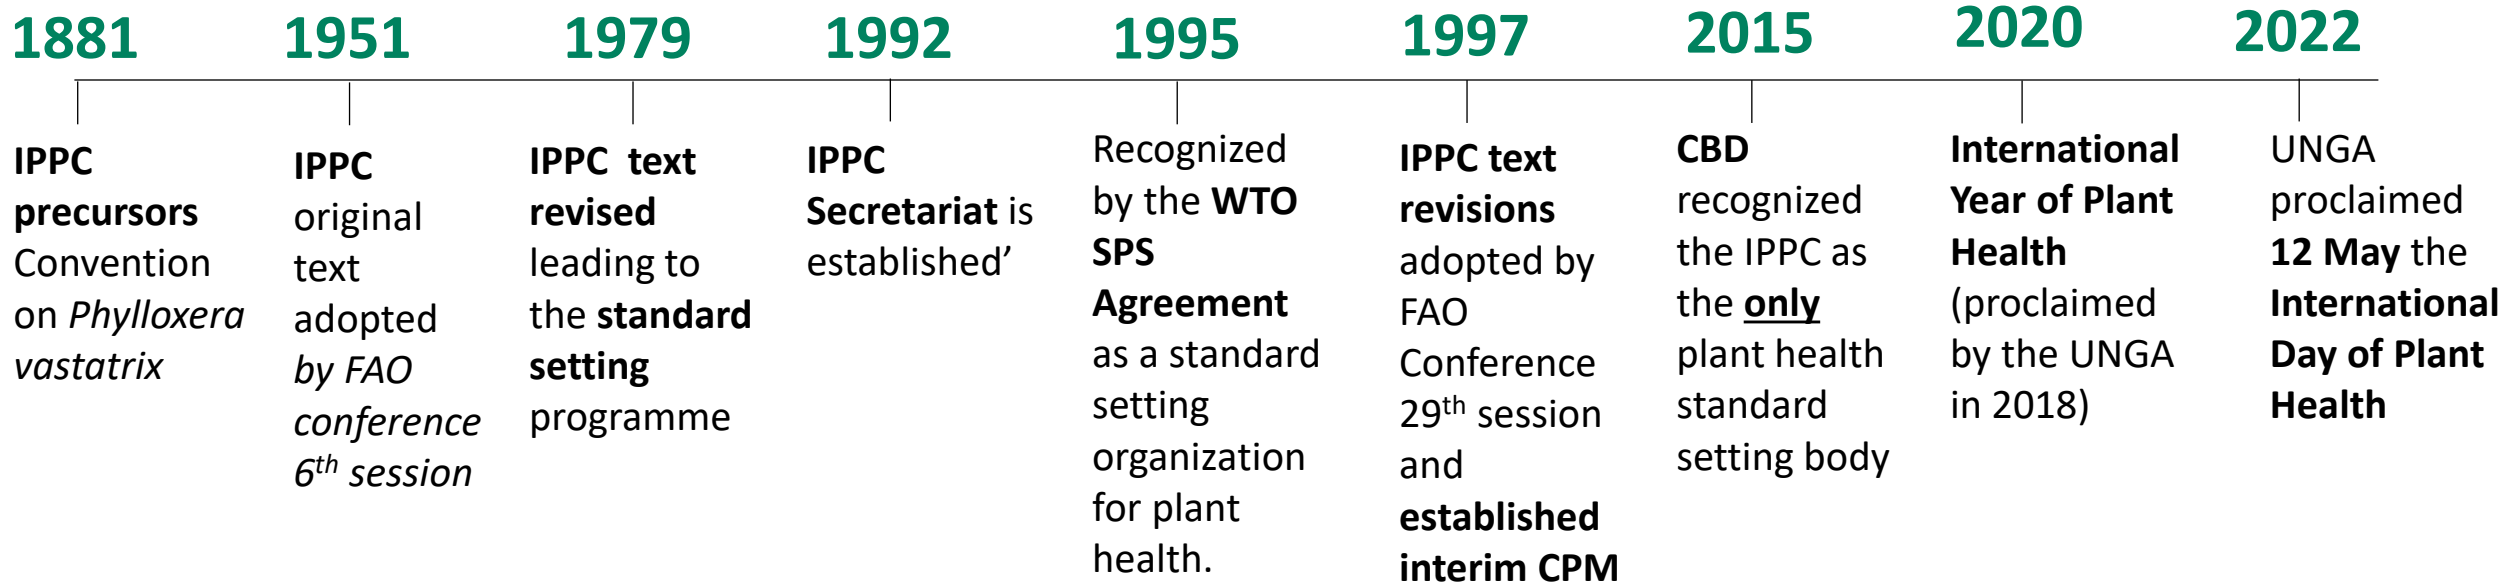 1881
IPPC
precursors
Convention
on Phylloxera
vastatrix
1951
IPPC
original
text
adopted
by FAO
conference
6th session
1979
IPPC  text
revised
leading to
the standard
setting
programme
1992
IPPC
Secretariat is
established’
1995
Recognized
by the WTO
SPS
Agreement
as a standard
setting
organization
for plant
health.
1997
IPPC text
revisions
adopted by
FAO
Conference
29th session
and
established
interim CPM
2015
CBD
recognized
the IPPC as
the only
plant health
standard
setting body
2020
International
Year of Plant
Health
(proclaimed
by the UNGA
in 2018)
2022
UNGA
proclaimed
12 May the
International
Day of Plant
Health